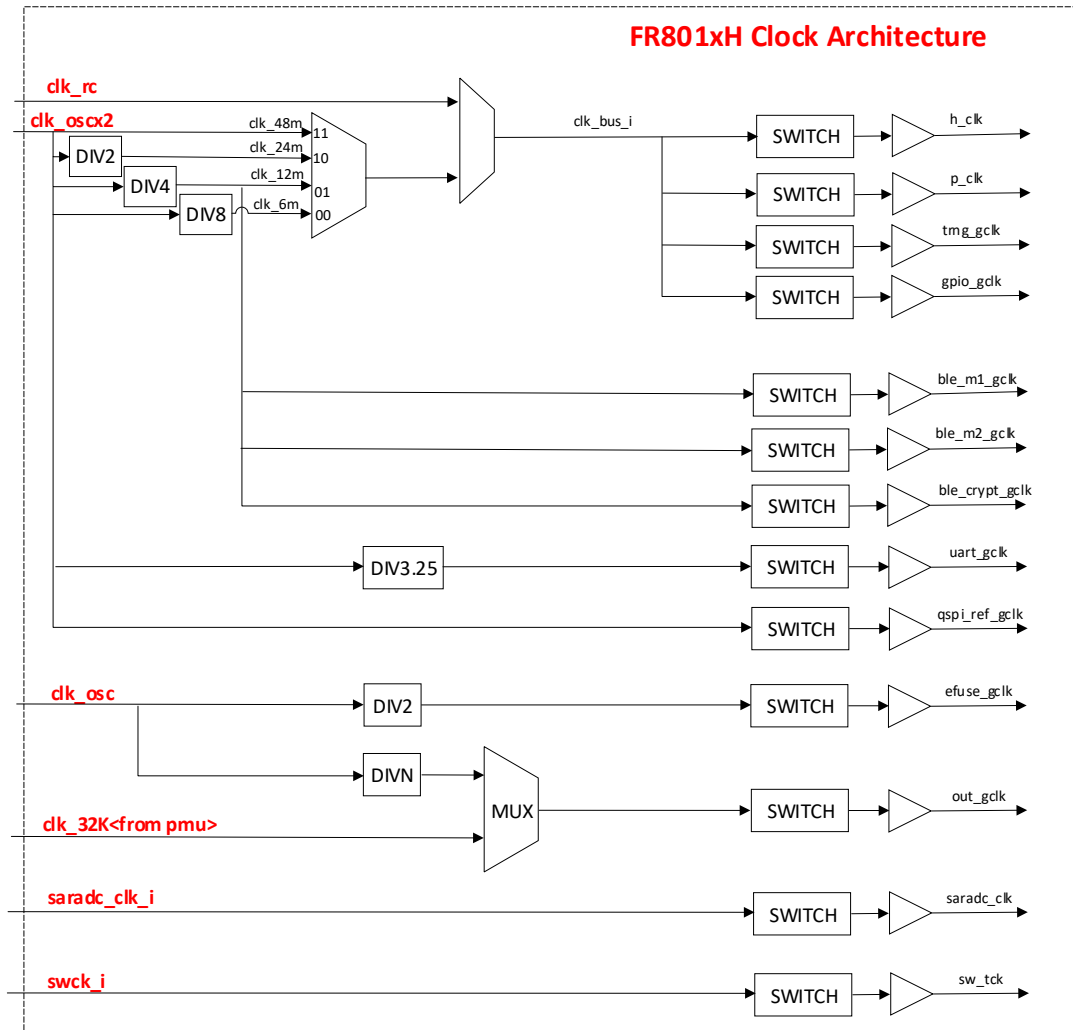 FR801xH Clock Architecture
clk_rc
clk_oscx2
clk_48m
11
DIV2
clk_24m
10
DIV4
clk_12m
01
DIV8
clk_6m
00
clk_bus_i
SWITCH
h_clk
SWITCH
p_clk
SWITCH
tmg_gclk
SWITCH
gpio_gclk
SWITCH
ble_m1_gclk
SWITCH
ble_m2_gclk
SWITCH
ble_crypt_gclk
DIV3.25
SWITCH
uart_gclk
SWITCH
qspi_ref_gclk
clk_osc
DIV2
SWITCH
efuse_gclk
DIVN
MUX
SWITCH
out_gclk
clk_32K<from pmu>
saradc_clk_i
SWITCH
saradc_clk
swck_i
SWITCH
sw_tck